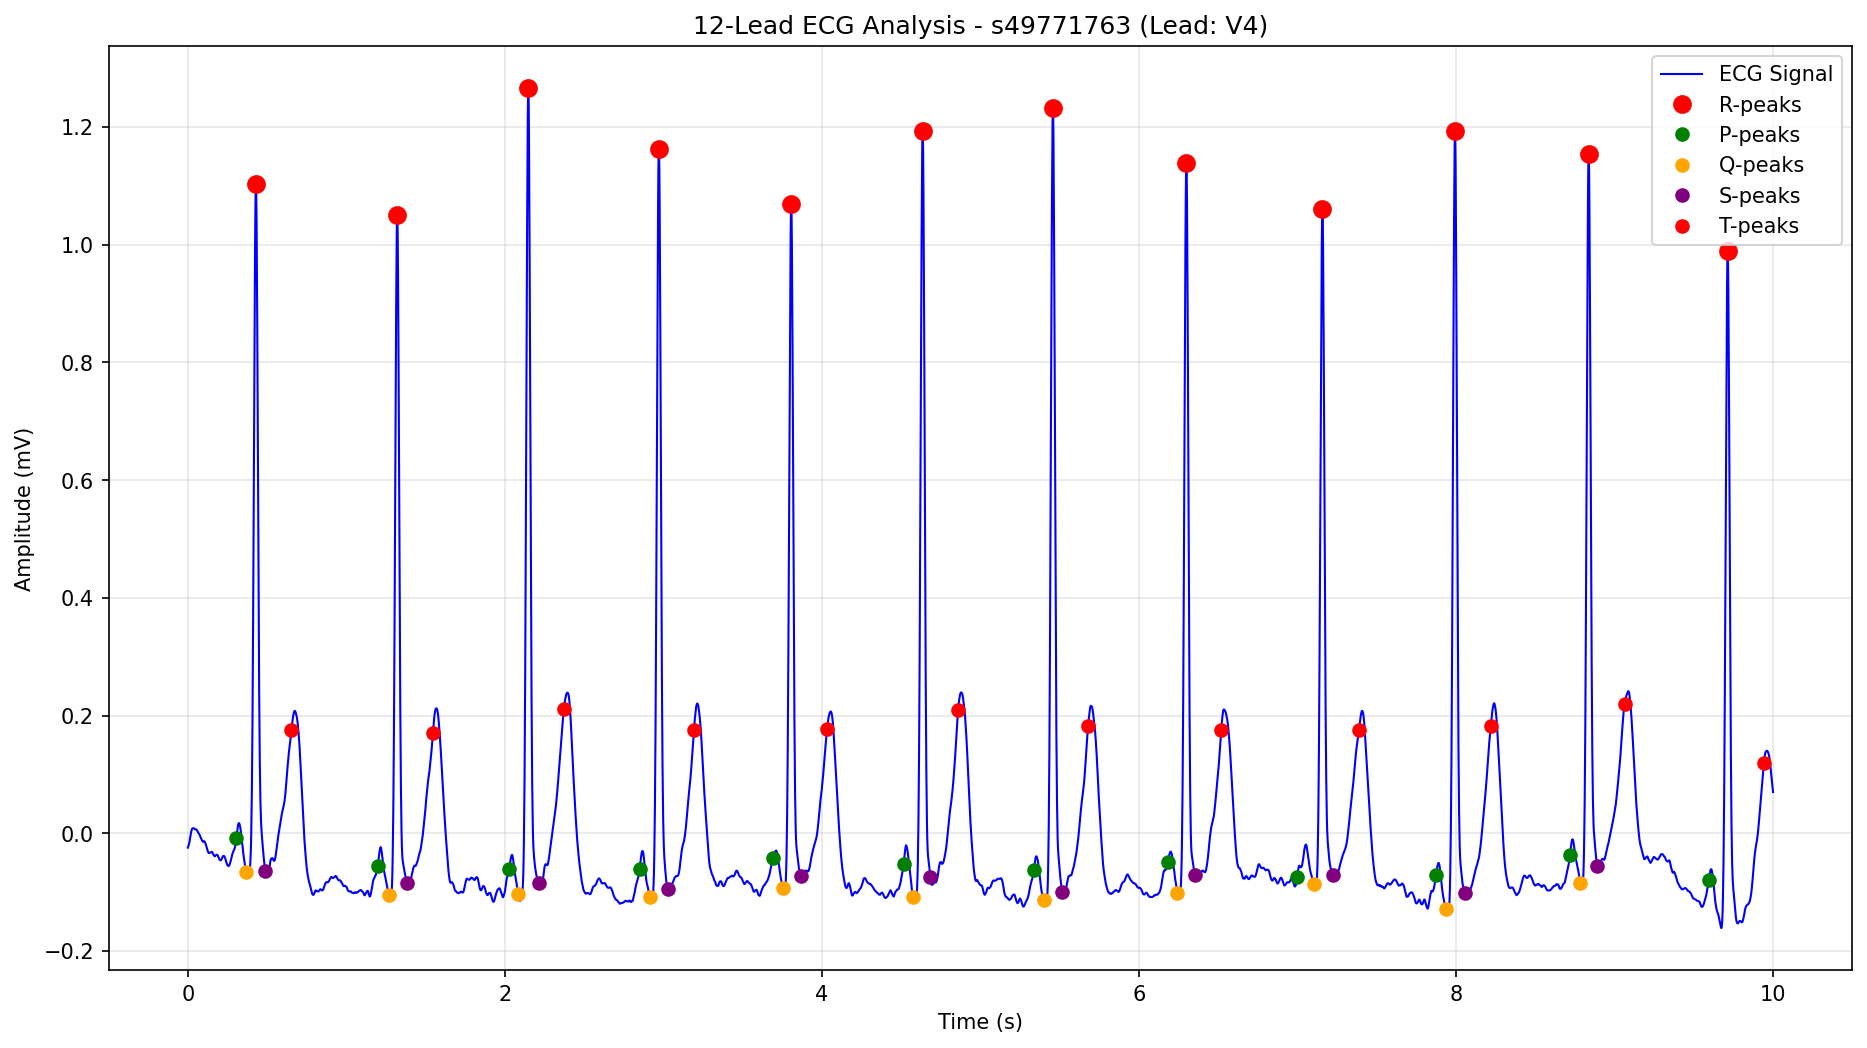 12-Lead ECG Analysis - s49771763 (Lead: V4)
ECG Signal
R-peaks
P-peaks
Q-peaks
S-peaks
T-peaks
Amplitude (mV)
1.2
1.0
0.8
0.6
0.4
0.2
0.0
−0.2
0
2
4
6
8
10
Time (s)